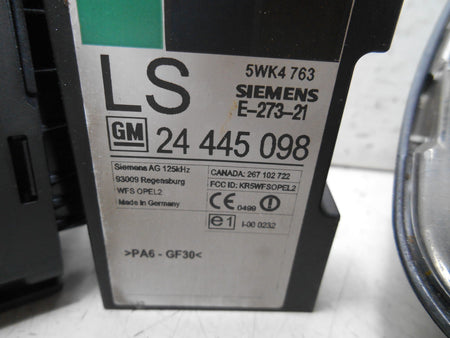 LS
5WK4 763
SIEMENS
E-273-21
GM 24 445 098
Siemens AG 125kHz
93009 Regensburg
WFS OPEL2
Made in Germany
CANADA: 267 102 722
FCC ID: KR5WFSOPEL2
CE 0499 !
e1 I-00 0232
>PA6 - GF30<